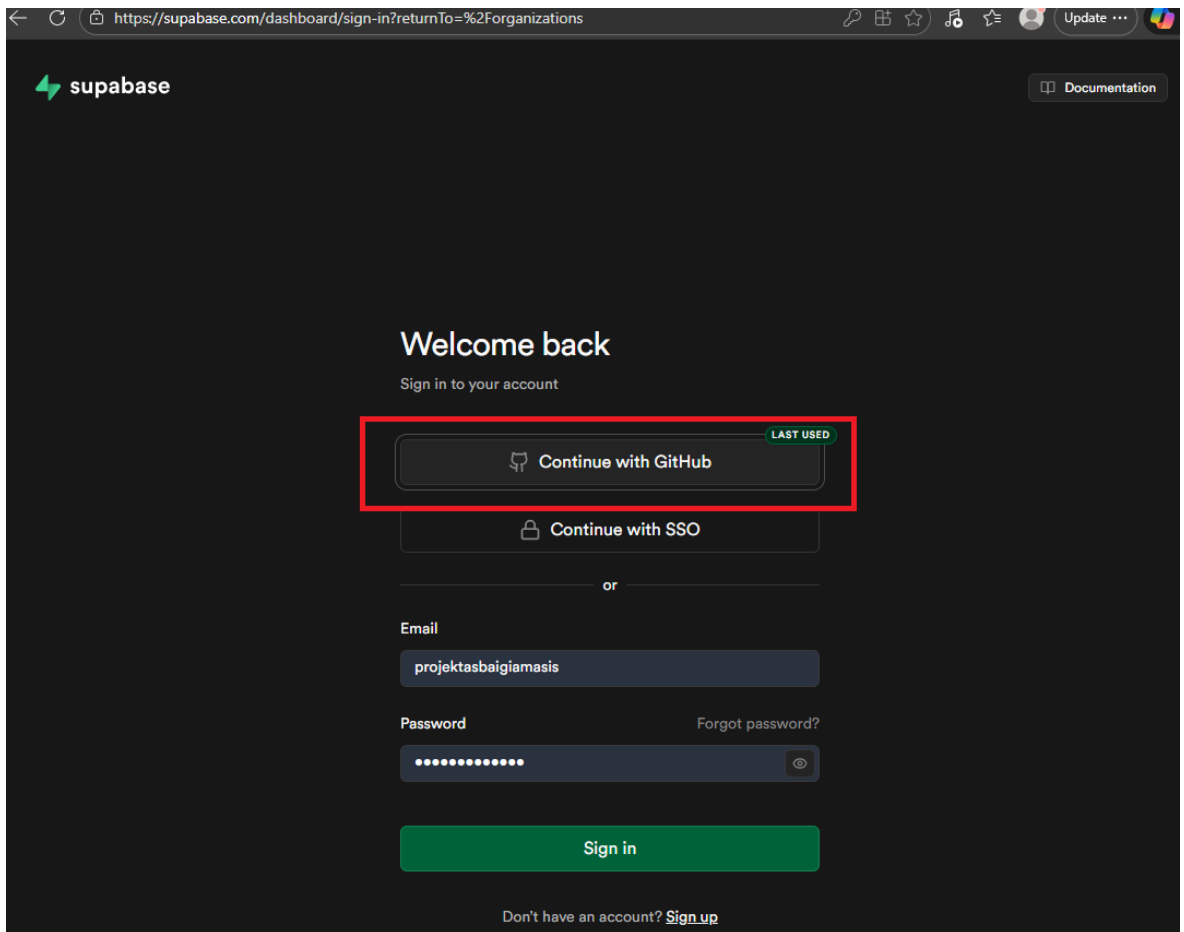 https://supabase.com/dashboard/sign-in?returnTo=%2Forganizations
Update
supabase
Documentation
Welcome back
Sign in to your account
LAST USED
Continue with GitHub
Continue with SSO
or
Email
projektasbaigiamasis
Password Forgot password?
•••••••••••••
Sign in
Don't have an account? Sign up